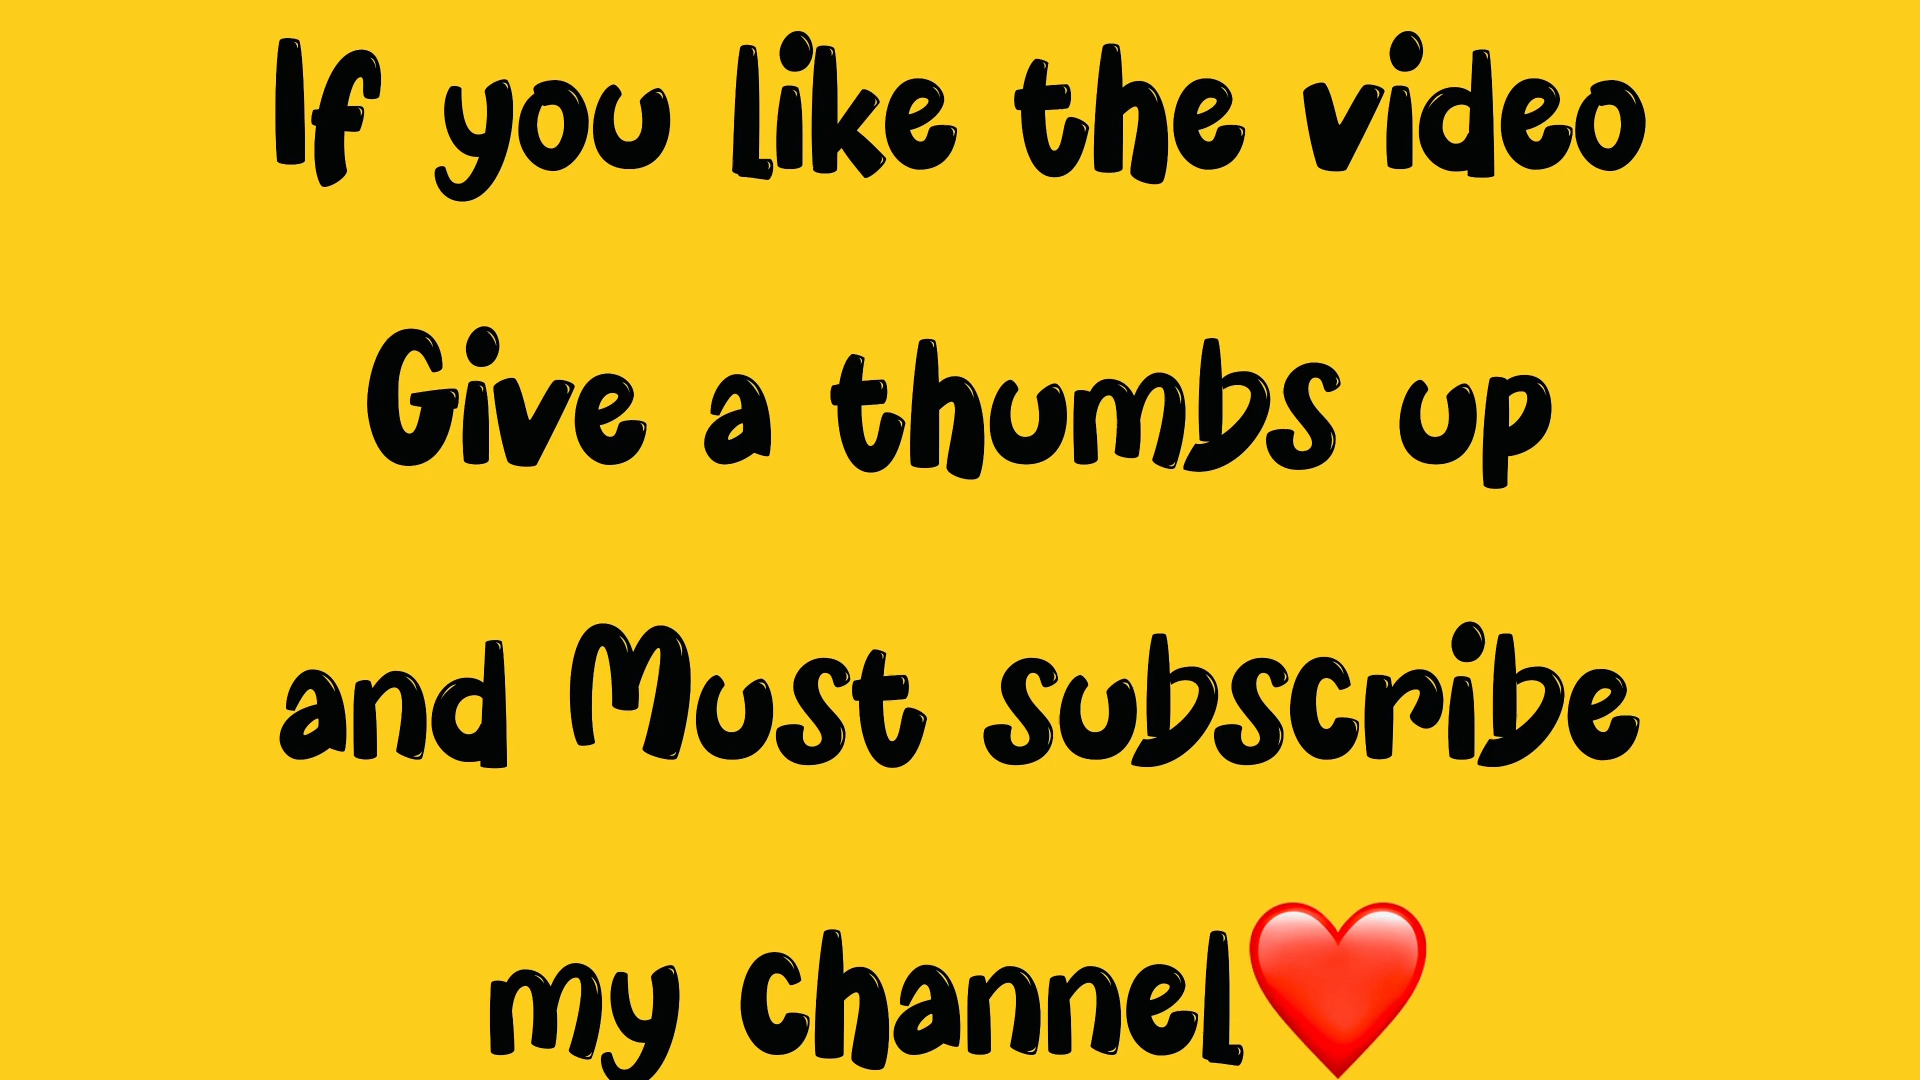 If you like the video
Give a thumbs up
and Must subscribe
my channel❤️